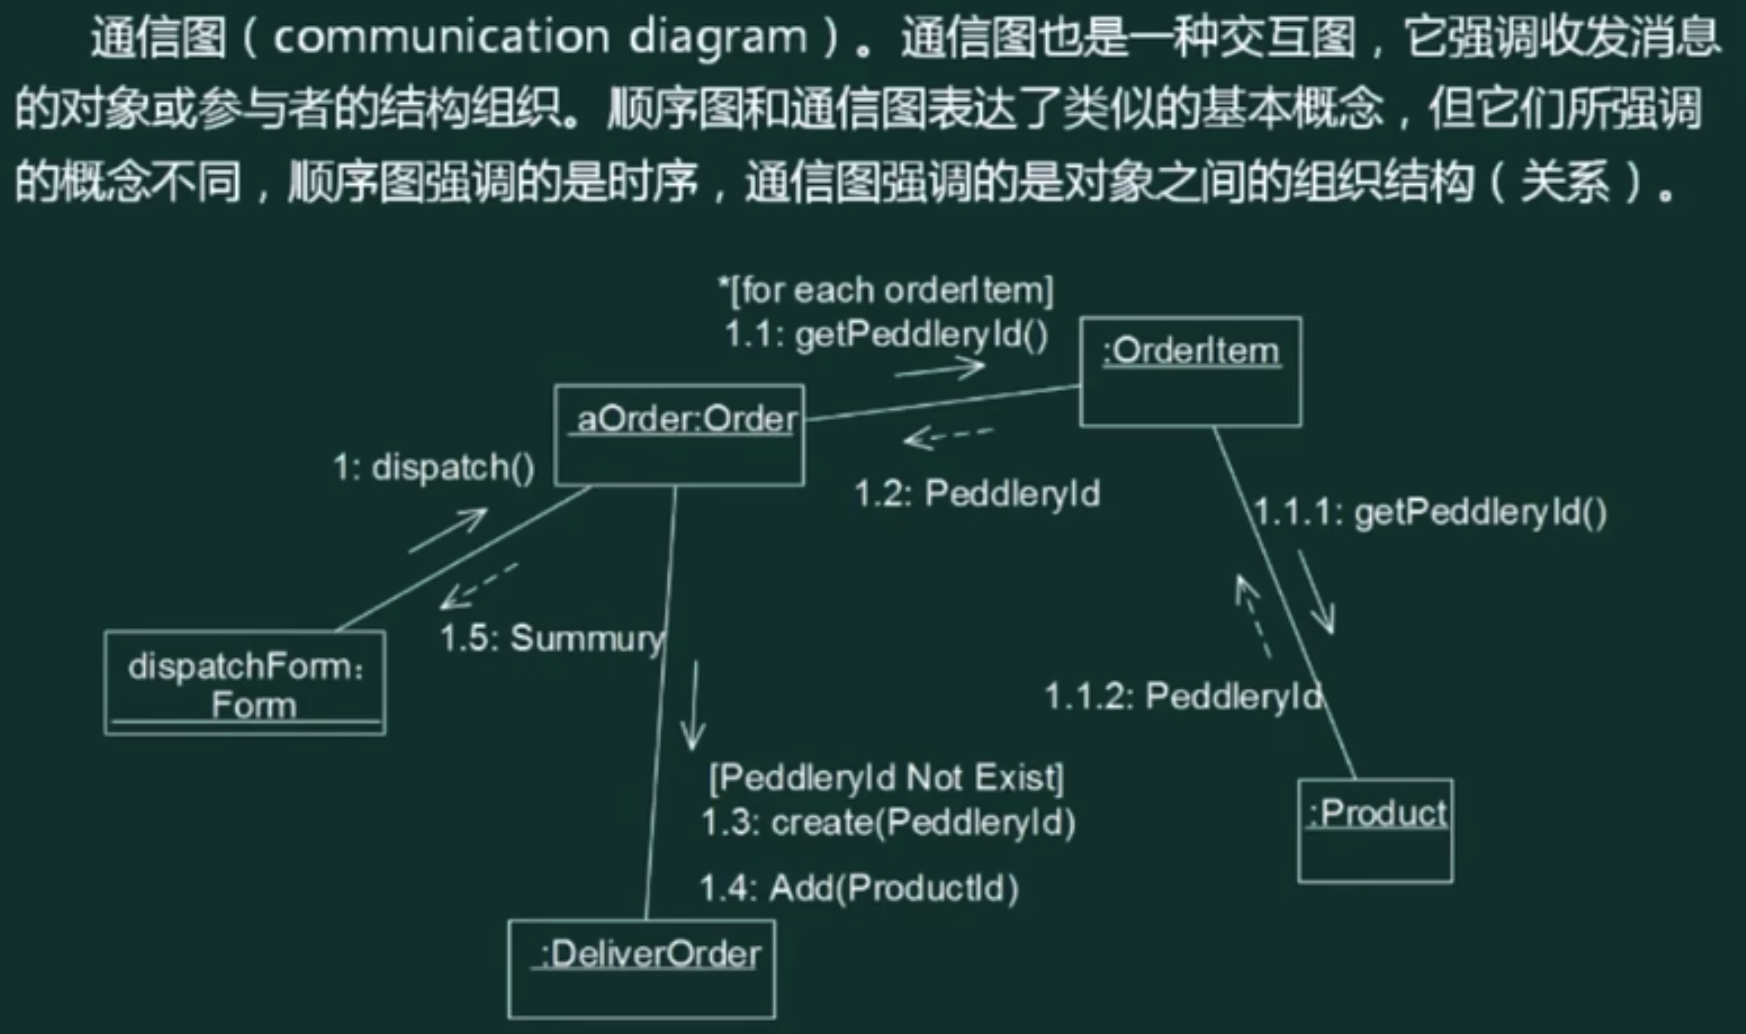 通信图（communication diagram）。通信图也是一种交互图，它强调收发消息
的对象或参与者的结构组织。顺序图和通信图表达了类似的基本概念，但它们所强调
的概念不同，顺序图强调的是时序，通信图强调的是对象之间的组织结构（关系）。
*[for each orderItem]
1.1: getPeddleryId()
:OrderItem
aOrder:Order
1: dispatch()
1.2: PeddleryId
1.1.1: getPeddleryId()
1.5: Summury
dispatchForm:
Form
1.1.2: PeddleryId
[PeddleryId Not Exist]
1.3: create(PeddleryId)
:Product
1.4: Add(ProductId)
:DeliverOrder